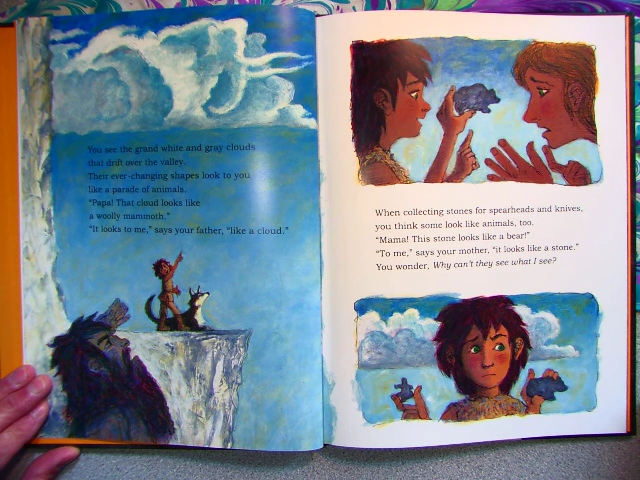 You see the grand white and gray clouds
that drift over the valley.
Their ever-changing shapes look to you
like a parade of animals.
"Papa! That cloud looks like
a woolly mammoth."
"It looks to me," says your father, "like a cloud."
When collecting stones for spearheads and knives,
you think some look like animals, too.
"Mama! This stone looks like a bear!"
"To me," says your mother, "it looks like a stone."
You wonder, Why can't they see what I see?